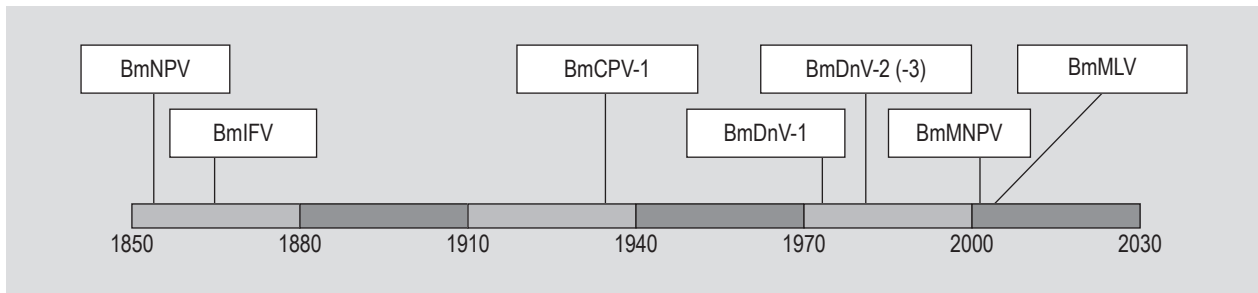 BmNPV
BmCPV-1
BmDnV-2 (-3)
BmMLV
BmIFV
BmDnV-1
BmMNPV
1850
1880
1910
1940
1970
2000
2030